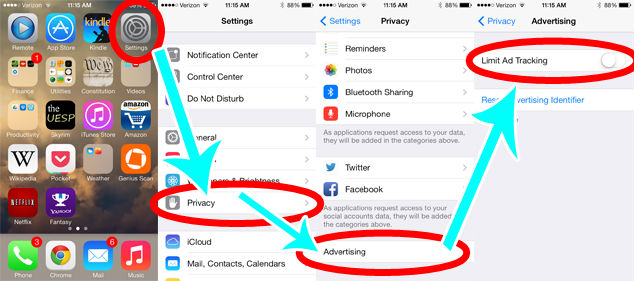 Verizon
11:15 AM
88%
Remote
App Store
Kindle
Settings
1
2
Finance
Utilities
Constitution
Videos
the
UESP
amazon
Productivity
Skyrim
iTunes Store
Amazon
W
Wikipedia
Pocket
Weather
Genius Scan
NETFLIX
YAHOO!
Netflix
Fantasy
3
6
Phone
Chrome
Mail
Music
Verizon
11:15 AM
88%
Settings
Notification Center
Control Center
Do Not Disturb
General
Privacy
iCloud
Mail, Contacts, Calendars
Verizon
11:15 AM
88%
Settings
Privacy
Reminders
Photos
Bluetooth Sharing
Microphone
As applications request access to your data,
they will be added in the categories above.
Twitter
Facebook
As applications request access to your
social accounts data, they will be added in
the categories above.
Advertising
Verizon
11:15 AM
88%
Privacy
Advertising
Limit Ad Tracking
Advertising Identifier